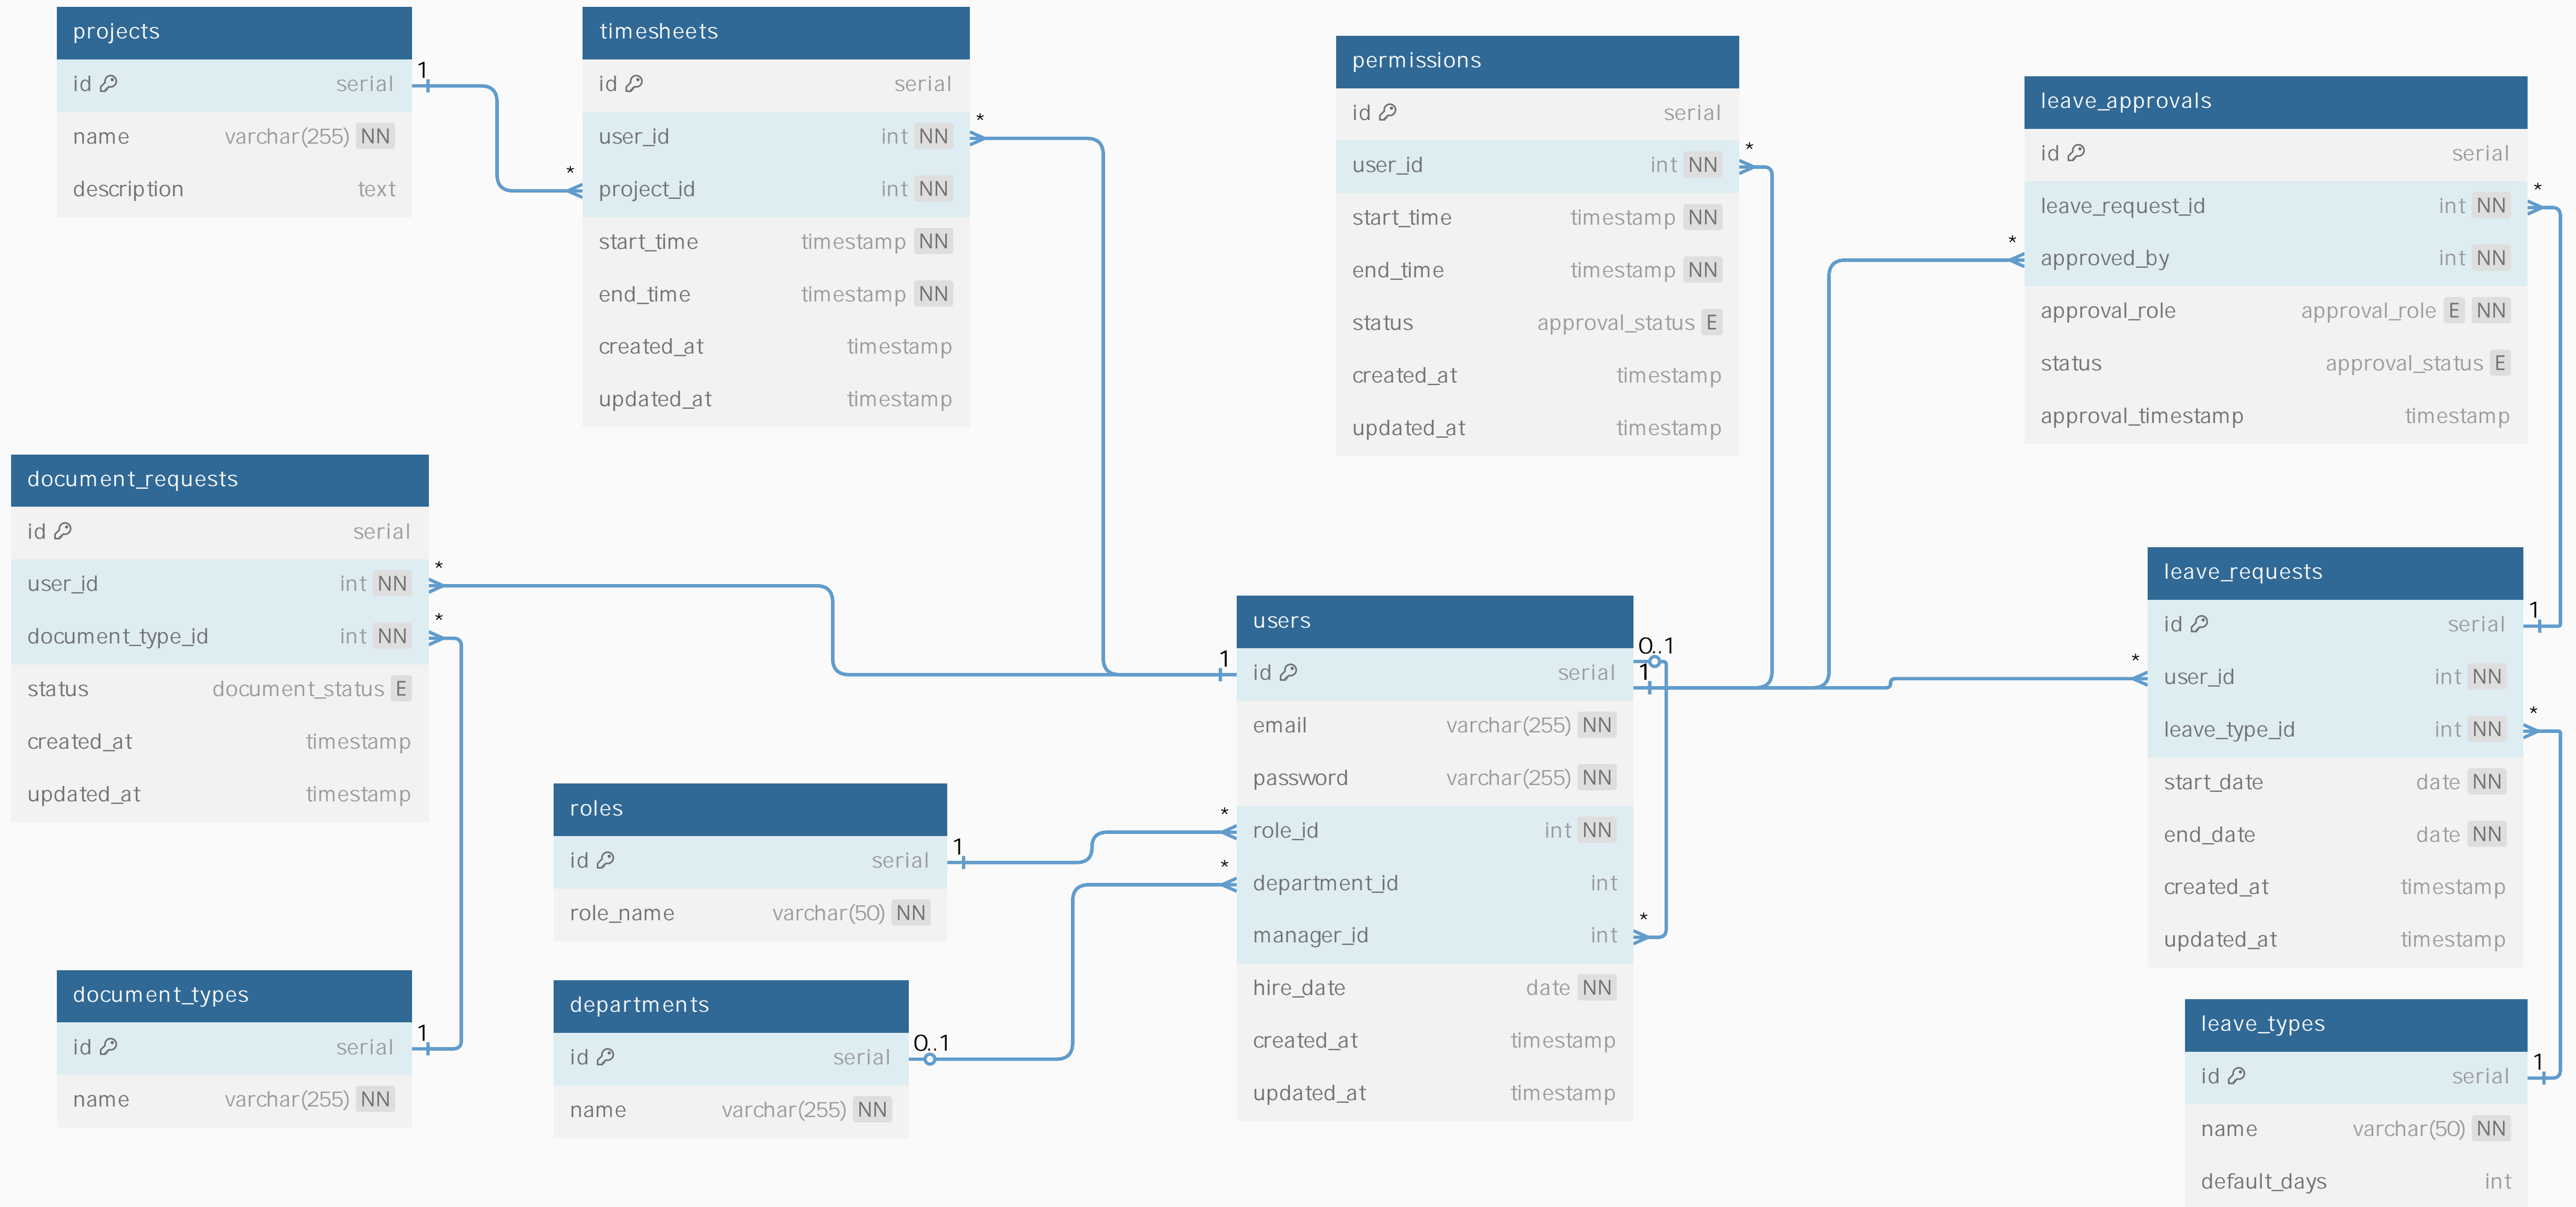 projects
id serial
name varchar(255) NN
description text
1
*
timesheets
id serial
user_id int NN
project_id int NN
start_time timestamp NN
end_time timestamp NN
created_at timestamp
updated_at timestamp
*
permissions
id serial
user_id int NN
start_time timestamp NN
end_time timestamp NN
status approval_status E
created_at timestamp
updated_at timestamp
*
leave_approvals
id serial
leave_request_id int NN
approved_by int NN
approval_role approval_role E NN
status approval_status E
approval_timestamp timestamp
*
*
document_requests
id serial
user_id int NN
document_type_id int NN
status document_status E
created_at timestamp
updated_at timestamp
*
*
users
id serial
email varchar(255) NN
password varchar(255) NN
role_id int NN
department_id int
manager_id int
hire_date date NN
created_at timestamp
updated_at timestamp
1
0..1
1
*
*
*
leave_requests
id serial
user_id int NN
leave_type_id int NN
start_date date NN
end_date date NN
created_at timestamp
updated_at timestamp
1
*
*
roles
id serial
role_name varchar(50) NN
1
document_types
id serial
name varchar(255) NN
1
departments
id serial
name varchar(255) NN
0..1
leave_types
id serial
name varchar(50) NN
default_days int
1